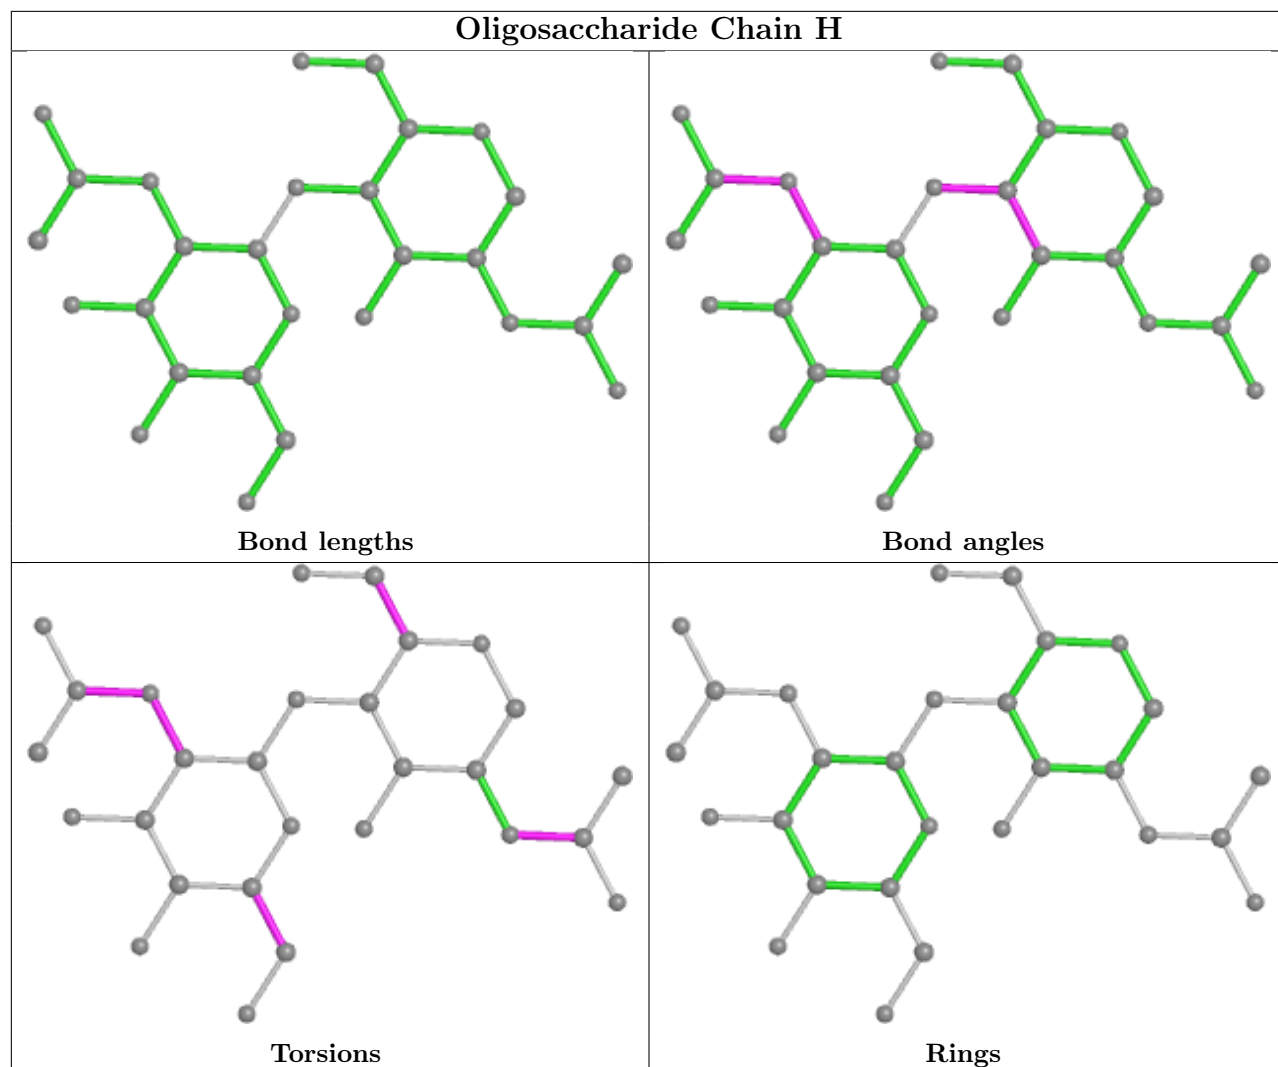 Oligosaccharide Chain H
Bond lengths
Bond angles
Torsions
Rings